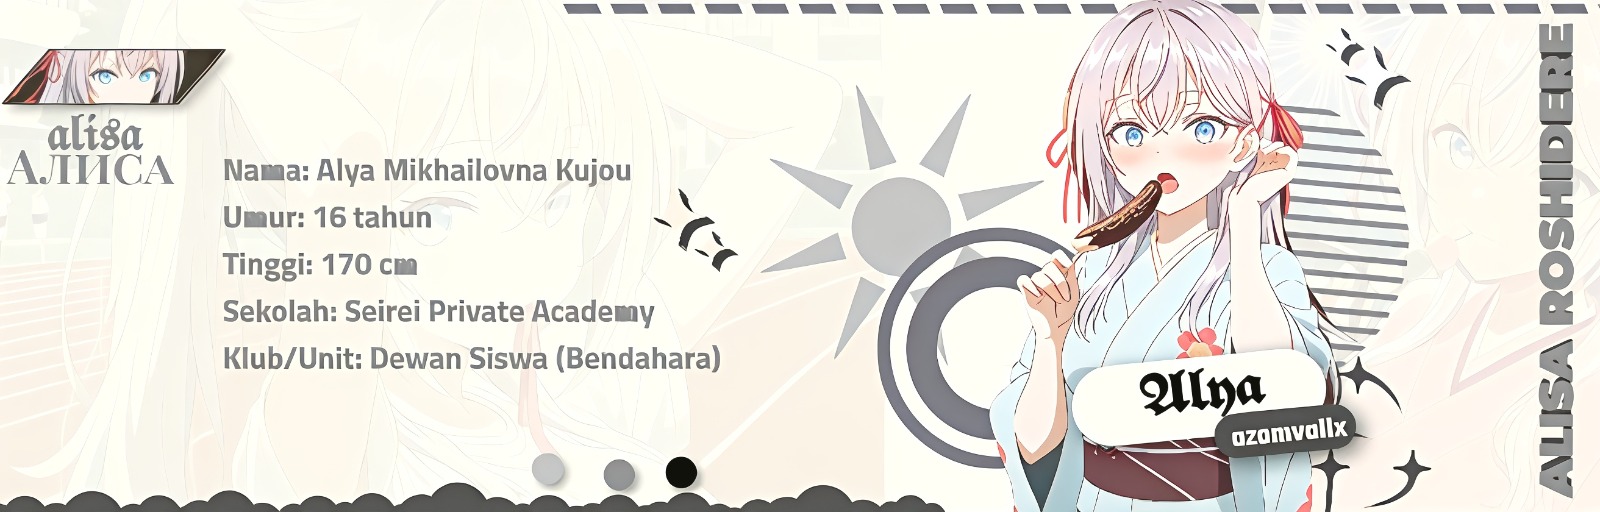 alisa
АЛИСА
Nama: Alya Mikhailovna Kujou
Umur: 16 tahun
Tinggi: 170 cm
Sekolah: Seirei Private Academy
Klub/Unit: Dewan Siswa (Bendahara)
Alya
azamvallx
ALISA ROSHIDERE